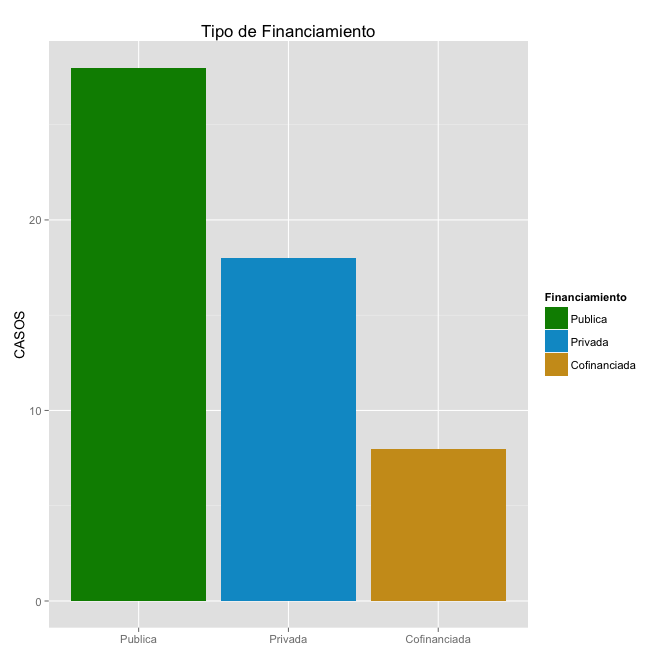 Tipo de Financiamiento
CASOS
20
10
0
Publica
Privada
Cofinanciada
Financiamiento
Publica
Privada
Cofinanciada